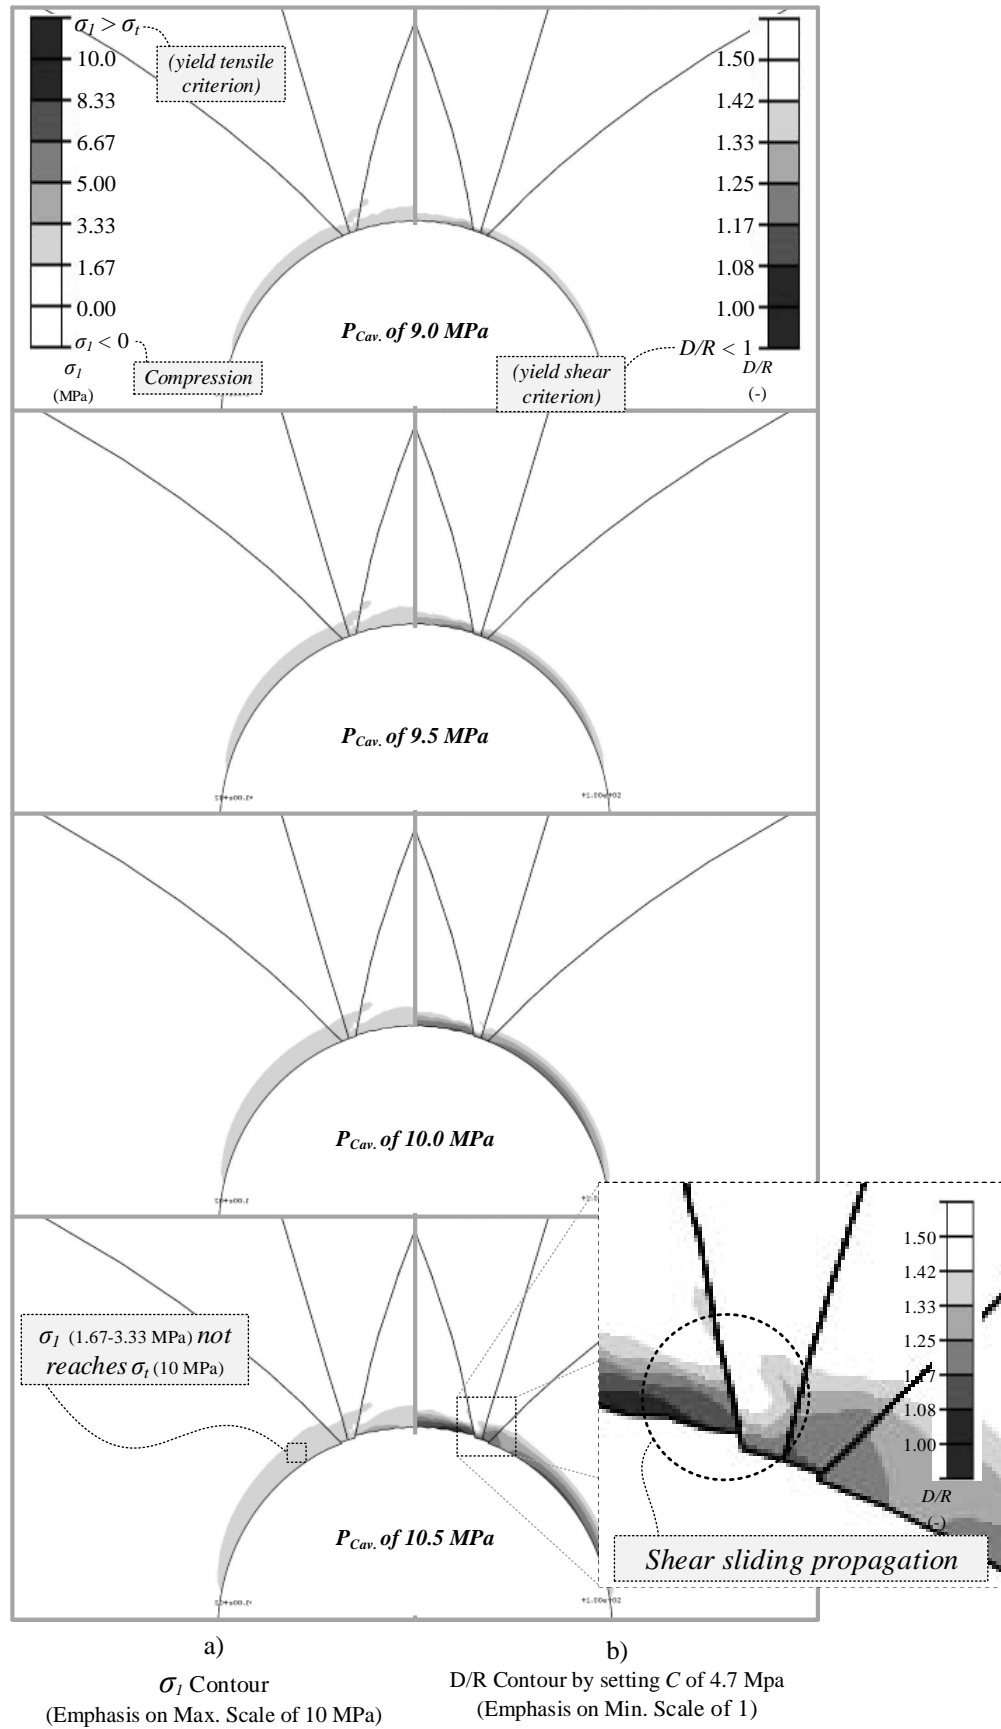 σ1 > σt
10.0
8.33
6.67
5.00
3.33
1.67
0.00
σ1 < 0
σ1
(MPa)
(yield tensile
criterion)
Compression
1.50
1.42
1.33
1.25
1.17
1.08
1.00
D/R < 1
D/R
(-)
(yield shear
criterion)
PCav. of 9.0 MPa
PCav. of 9.5 MPa
PCav. of 10.0 MPa
σ1 (1.67-3.33 MPa) not
reaches σt (10 MPa)
PCav. of 10.5 MPa
1.50
1.42
1.33
1.25
1.08
1.00
D/R
(-)
Shear sliding propagation
a)
σ1 Contour
(Emphasis on Max. Scale of 10 MPa)
b)
D/R Contour by setting C of 4.7 Mpa
(Emphasis on Min. Scale of 1)